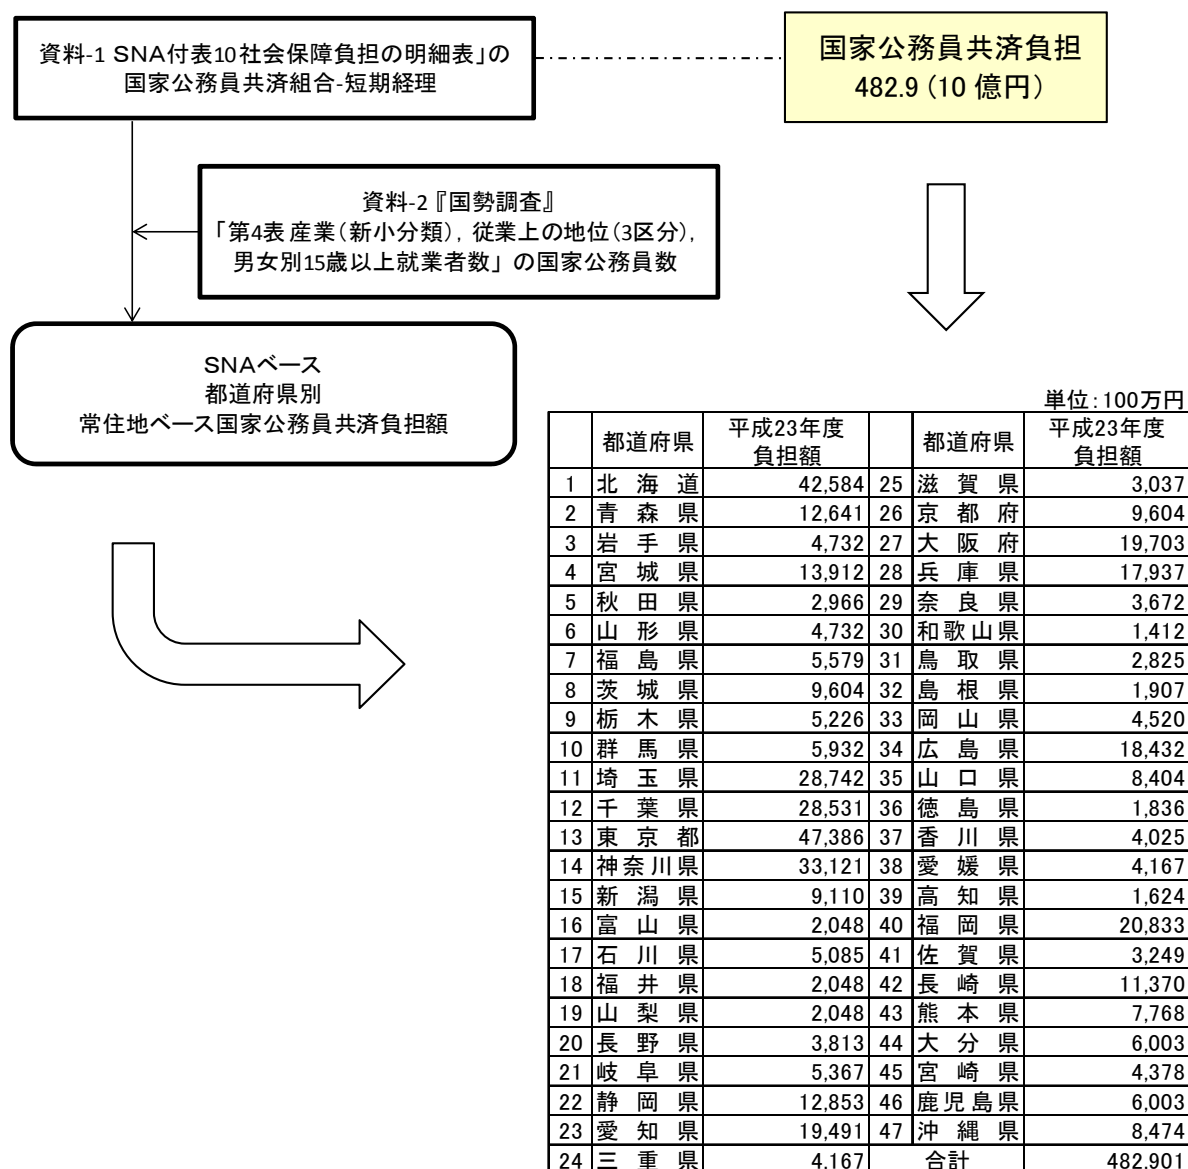 資料-1 SNA付表10社会保障負担の明細表」の
国家公務員共済組合-短期経理
国家公務員共済負担
482.9(10 億円)
資料-2『国勢調査』
「第4表 産業(新小分類),従業上の地位(3区分),
男女別15歳以上就業者数」の国家公務員数
SNAベース
都道府県別
常住地ベース国家公務員共済負担額
単位:100万円
都道府県 平成23年度 負担額 都道府県 平成23年度 負担額
1 北海道 42,584 25 滋賀県 3,037
2 青森県 12,641 26 京都府 9,604
3 岩手県 4,732 27 大阪府 19,703
4 宮城県 13,912 28 兵庫県 17,937
5 秋田県 2,966 29 奈良県 3,672
6 山形県 4,732 30 和歌山県 1,412
7 福島県 5,579 31 鳥取県 2,825
8 茨城県 9,604 32 島根県 1,907
9 栃木県 5,226 33 岡山県 4,520
10 群馬県 5,932 34 広島県 18,432
11 埼玉県 28,742 35 山口県 8,404
12 千葉県 28,531 36 徳島県 1,836
13 東京都 47,386 37 香川県 4,025
14 神奈川県 33,121 38 愛媛県 4,167
15 新潟県 9,110 39 高知県 1,624
16 富山県 2,048 40 福岡県 20,833
17 石川県 5,085 41 佐賀県 3,249
18 福井県 2,048 42 長崎県 11,370
19 山梨県 2,048 43 熊本県 7,768
20 長野県 3,813 44 大分県 6,003
21 岐阜県 5,367 45 宮崎県 4,378
22 静岡県 12,853 46 鹿児島県 6,003
23 愛知県 19,491 47 沖縄県 8,474
24 三重県 4,167 合計 482,901